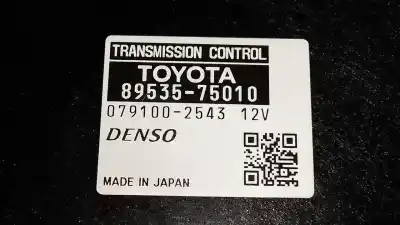 TRANSMISSION CONTROL
TOYOTA
89535-75010
079100-2543 12V
DENSO
MADE IN JAPAN